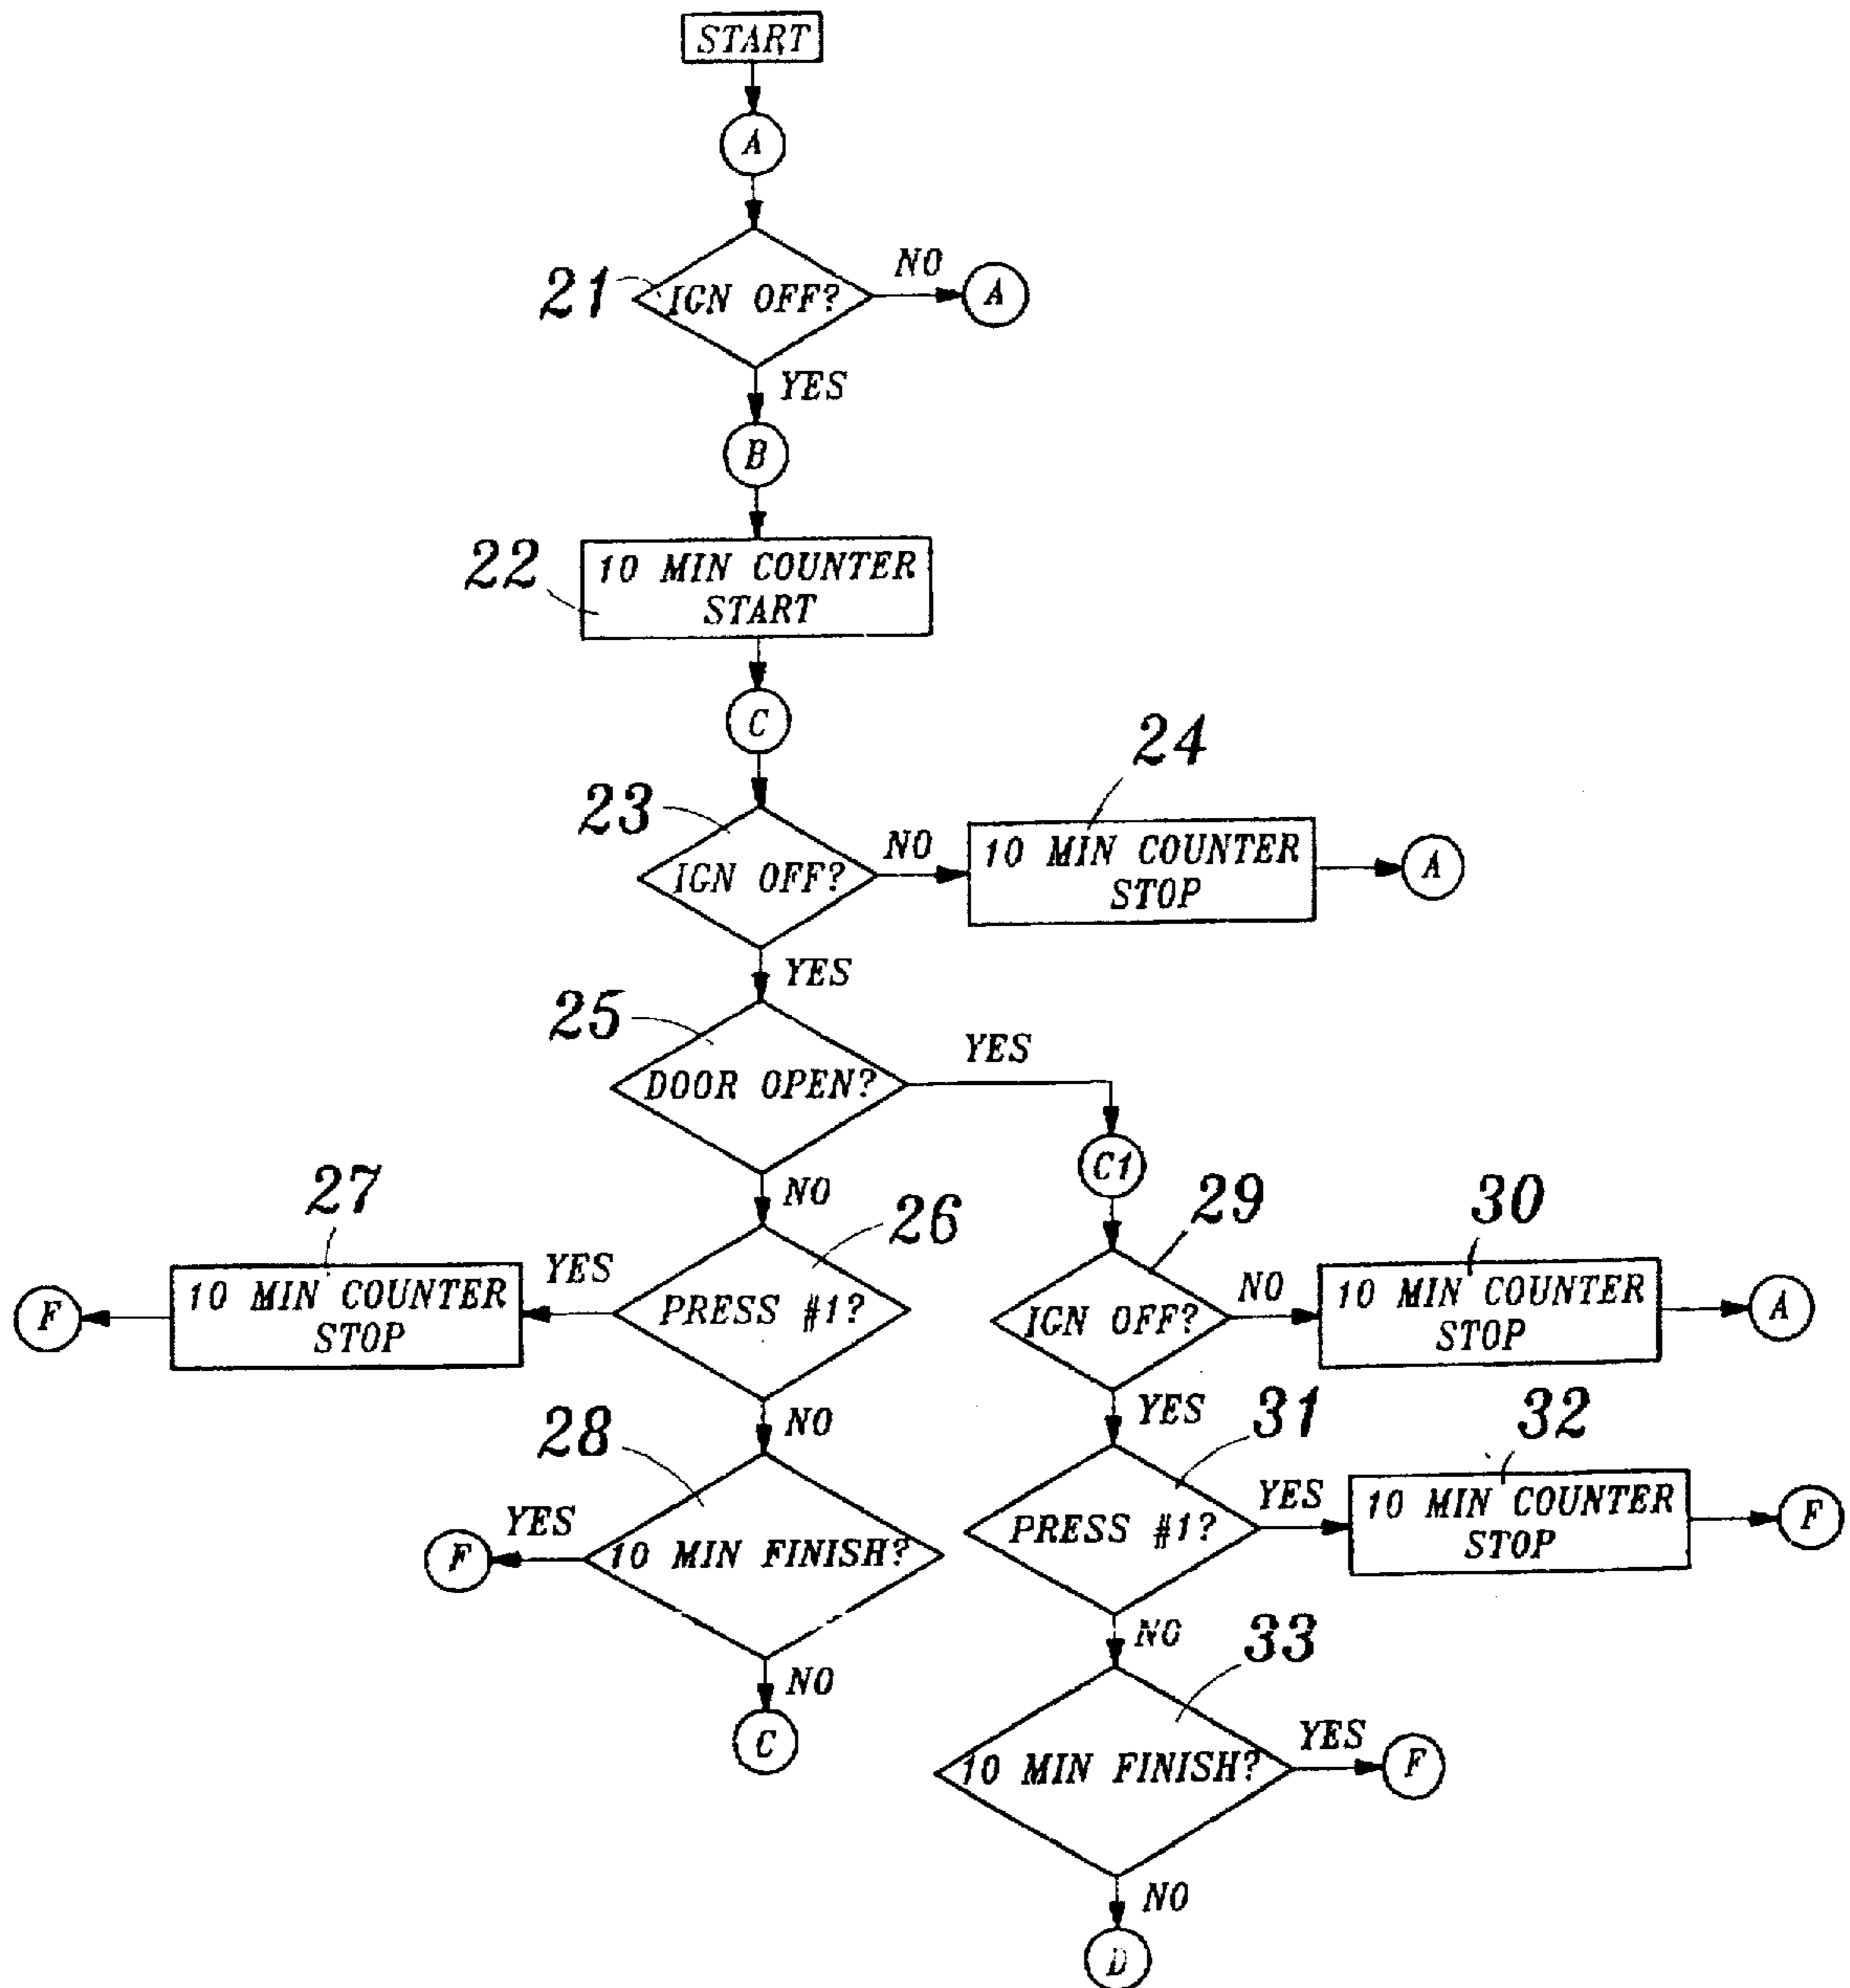 START
A
21
IGN OFF?
NO
A
YES
B
22
10 MIN COUNTER
START
C
24
23
IGN OFF?
NO
10 MIN COUNTER
STOP
A
YES
25
DOOR OPEN?
YES
C1
NO
27
26
29
30
F
10 MIN COUNTER
STOP
YES
PRESS #1?
IGN OFF?
NO
10 MIN COUNTER
STOP
A
NO
YES
28
31
32
F
YES
10 MIN FINISH?
PRESS #1?
YES
10 MIN COUNTER
STOP
F
NO
C
NO
33
10 MIN FINISH?
YES
F
NO
D